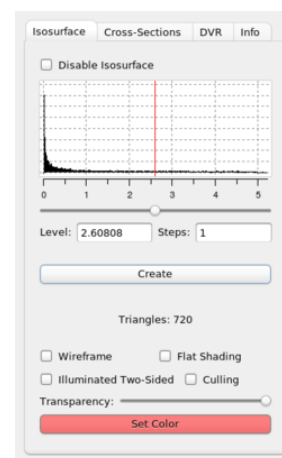 Isosurface Cross-Sections DVR Info
Disable Isosurface
0 1 2 3 4 5
Level: 2.60808 Steps: 1
Create
Triangles: 720
Wireframe Flat Shading
Illuminated Two-Sided Culling
Transparency:
Set Color